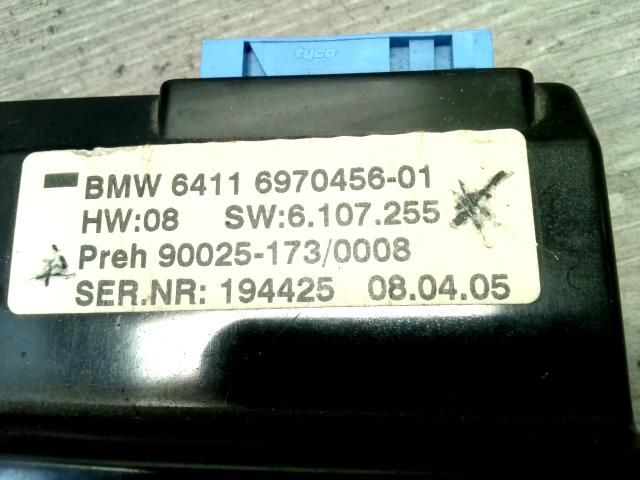 tyco
BMW 6411 6970456-01
HW:08 SW:6.107.255
Preh 90025-173/0008
SER.NR: 194425 08.04.05